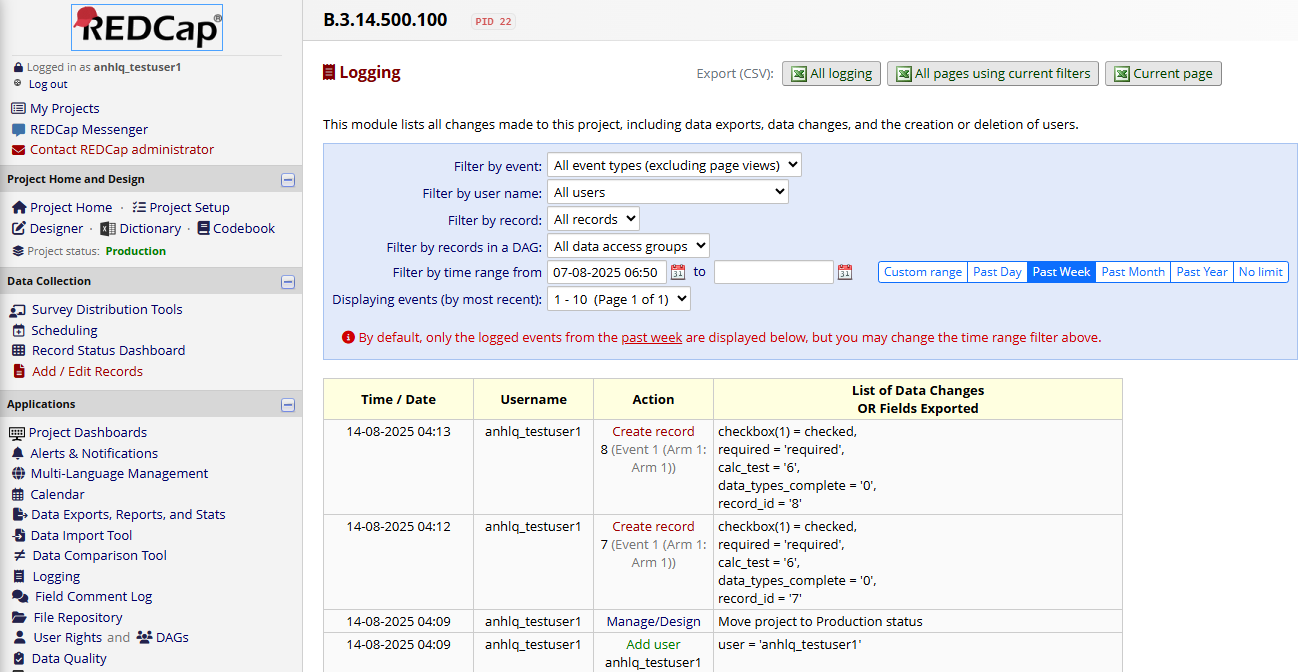 REDCap®
Logged in as anhlq_testuser1
Log out
My Projects
REDCap Messenger
Contact REDCap administrator
Project Home and Design
Project Home · Project Setup
Designer · Dictionary · Codebook
Project status: Production
Data Collection
Survey Distribution Tools
Scheduling
Record Status Dashboard
Add / Edit Records
Applications
Project Dashboards
Alerts & Notifications
Multi-Language Management
Calendar
Data Exports, Reports, and Stats
Data Import Tool
Data Comparison Tool
Logging
Field Comment Log
File Repository
User Rights and DAGs
Data Quality
B.3.14.500.100 PID 22
Logging
Export (CSV): All logging All pages using current filters Current page
This module lists all changes made to this project, including data exports, data changes, and the creation or deletion of users.
Filter by event: All event types (excluding page views)
Filter by user name: All users
Filter by record: All records
Filter by records in a DAG: All data access groups
Filter by time range from 07-08-2025 06:50 31 to 31 Custom range Past Day Past Week Past Month Past Year No limit
Displaying events (by most recent): 1 - 10 (Page 1 of 1)
By default, only the logged events from the past week are displayed below, but you may change the time range filter above.
Time / Date Username Action List of Data Changes
OR Fields Exported
14-08-2025 04:13 anhlq_testuser1 Create record checkbox(1) = checked,
8 (Event 1 (Arm 1: required = 'required',
Arm 1)) calc_test = '6',
data_types_complete = '0',
record_id = '8'
14-08-2025 04:12 anhlq_testuser1 Create record checkbox(1) = checked,
7 (Event 1 (Arm 1: required = 'required',
Arm 1)) calc_test = '6',
data_types_complete = '0',
record_id = '7'
14-08-2025 04:09 anhlq_testuser1 Manage/Design Move project to Production status
14-08-2025 04:09 anhlq_testuser1 Add user user = 'anhlq_testuser1'
anhlq_testuser1